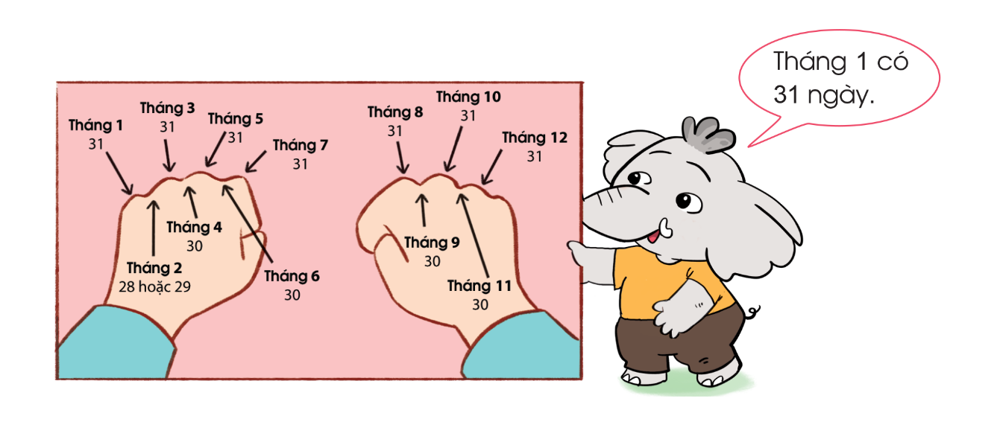 Tháng 1 có
31 ngày.
Tháng 1
31
Tháng 3
31
Tháng 5
31
Tháng 7
31
Tháng 2
28 hoặc 29
Tháng 4
30
Tháng 6
30
Tháng 8
31
Tháng 10
31
Tháng 12
31
Tháng 9
30
Tháng 11
30